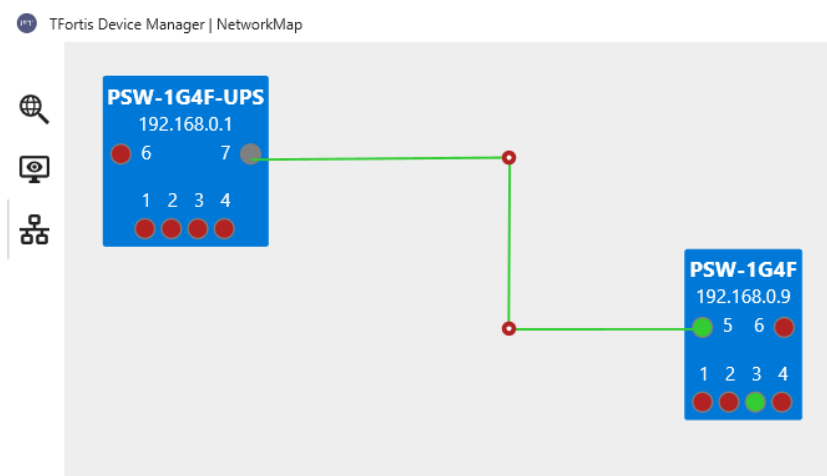 TFortis Device Manager | NetworkMap
PSW-1G4F-UPS
192.168.0.1
6 7
1 2 3 4
PSW-1G4F
192.168.0.9
5 6
1 2 3 4